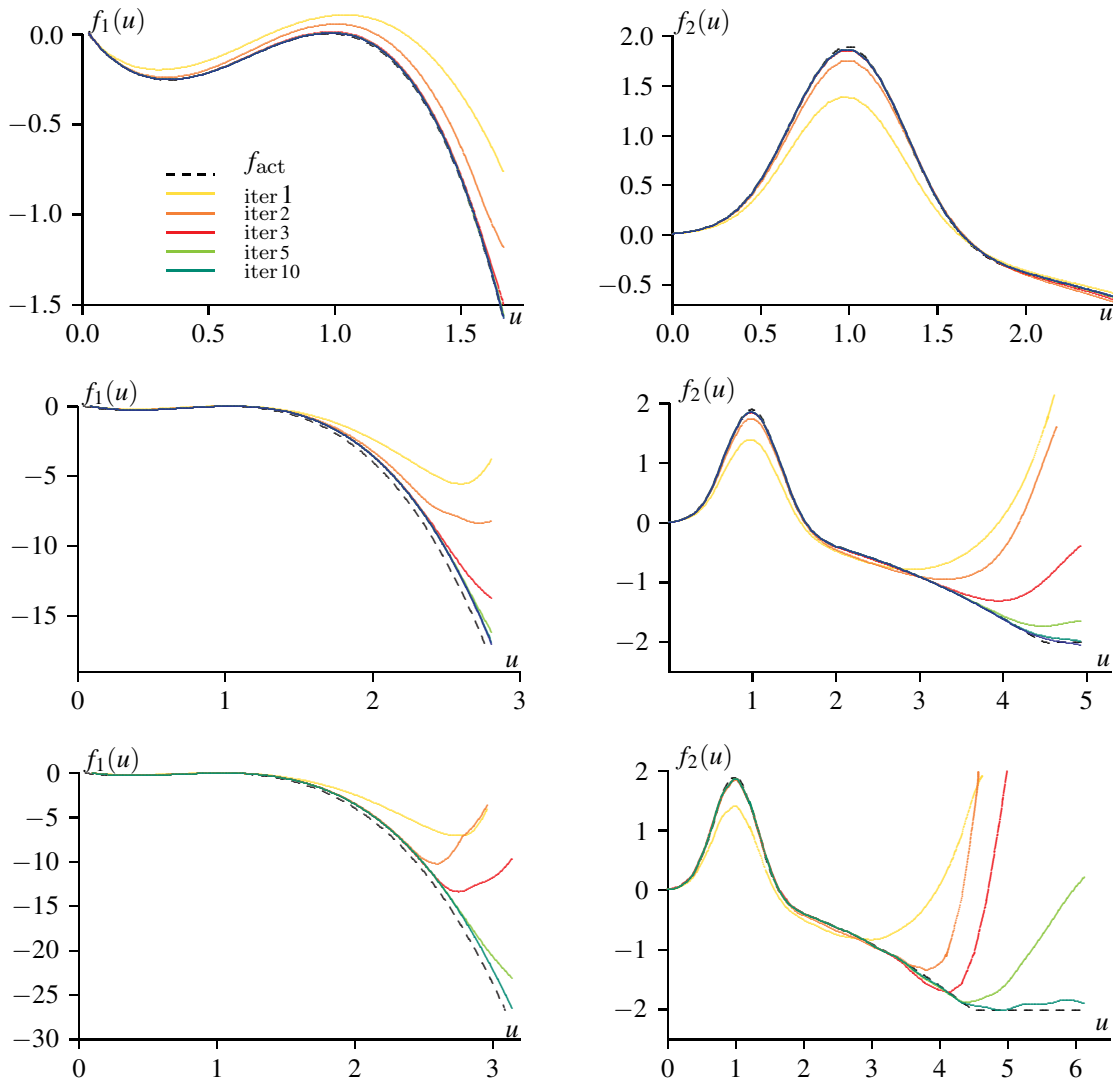 f₁(u)
0.0
−0.5
−1.0
−1.5
0.0 0.5 1.0 1.5
u
f_act
iter 1
iter 2
iter 3
iter 5
iter 10
f₂(u)
2.0
1.5
1.0
0.5
0.0
−0.5
0.0 0.5 1.0 2.0
u
f₁(u)
0
−5
−10
−15
0 1 2 3
u
f₂(u)
2
1
0
−1
−2
1 2 3 4 5
u
f₁(u)
0
−5
−10
−15
−20
−25
−30
0 1 2 3
u
f₂(u)
2
1
0
−1
−2
0 1 2 3 4 5 6
u